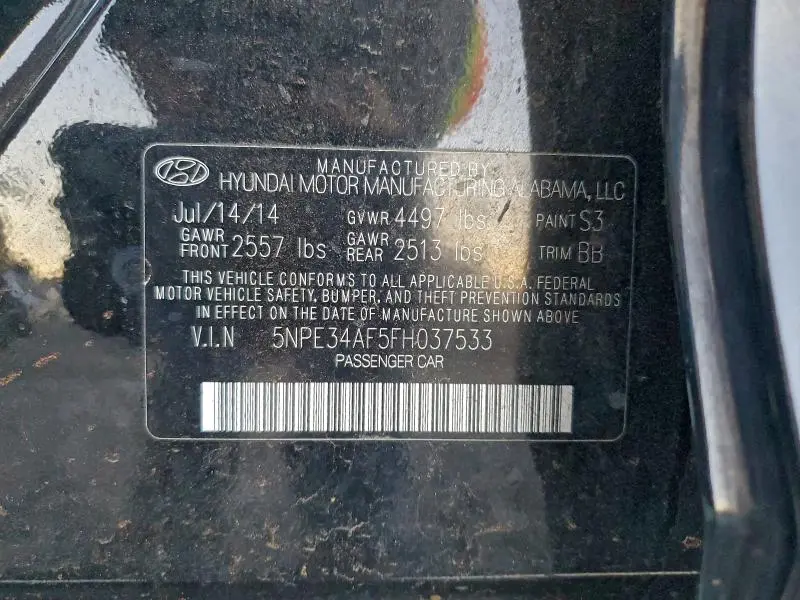 MANUFACTURED BY
HYUNDAI MOTOR MANUFACTURING ALABAMA, LLC
Jul/14/14 GVWR 4497 lbs PAINT S3
GAWR FRONT 2557 lbs GAWR REAR 2513 lbs TRIM BB
THIS VEHICLE CONFORMS TO ALL APPLICABLE U.S.A. FEDERAL
MOTOR VEHICLE SAFETY, BUMPER, AND THEFT PREVENTION STANDARDS
IN EFFECT ON THE DATE OF MANUFACTURE SHOWN ABOVE
V.I.N 5NPE34AF5FH037533
PASSENGER CAR